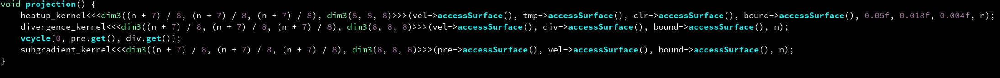 void projection() {
    heatup_kernel<<<dim3((n + 7) / 8, (n + 7) / 8, (n + 7) / 8), dim3(8, 8, 8)>>>(vel->accessSurface(), tmp->accessSurface(), clr->accessSurface(), bound->accessSurface(), 0.05f, 0.018f, 0.004f, n);
    divergence_kernel<<<dim3((n + 7) / 8, (n + 7) / 8, (n + 7) / 8), dim3(8, 8, 8)>>>(vel->accessSurface(), div->accessSurface(), bound->accessSurface(), n);
    vcycle(0, pre.get(), div.get());
    subgradient_kernel<<<dim3((n + 7) / 8, (n + 7) / 8, (n + 7) / 8), dim3(8, 8, 8)>>>(pre->accessSurface(), vel->accessSurface(), bound->accessSurface(), n);
}